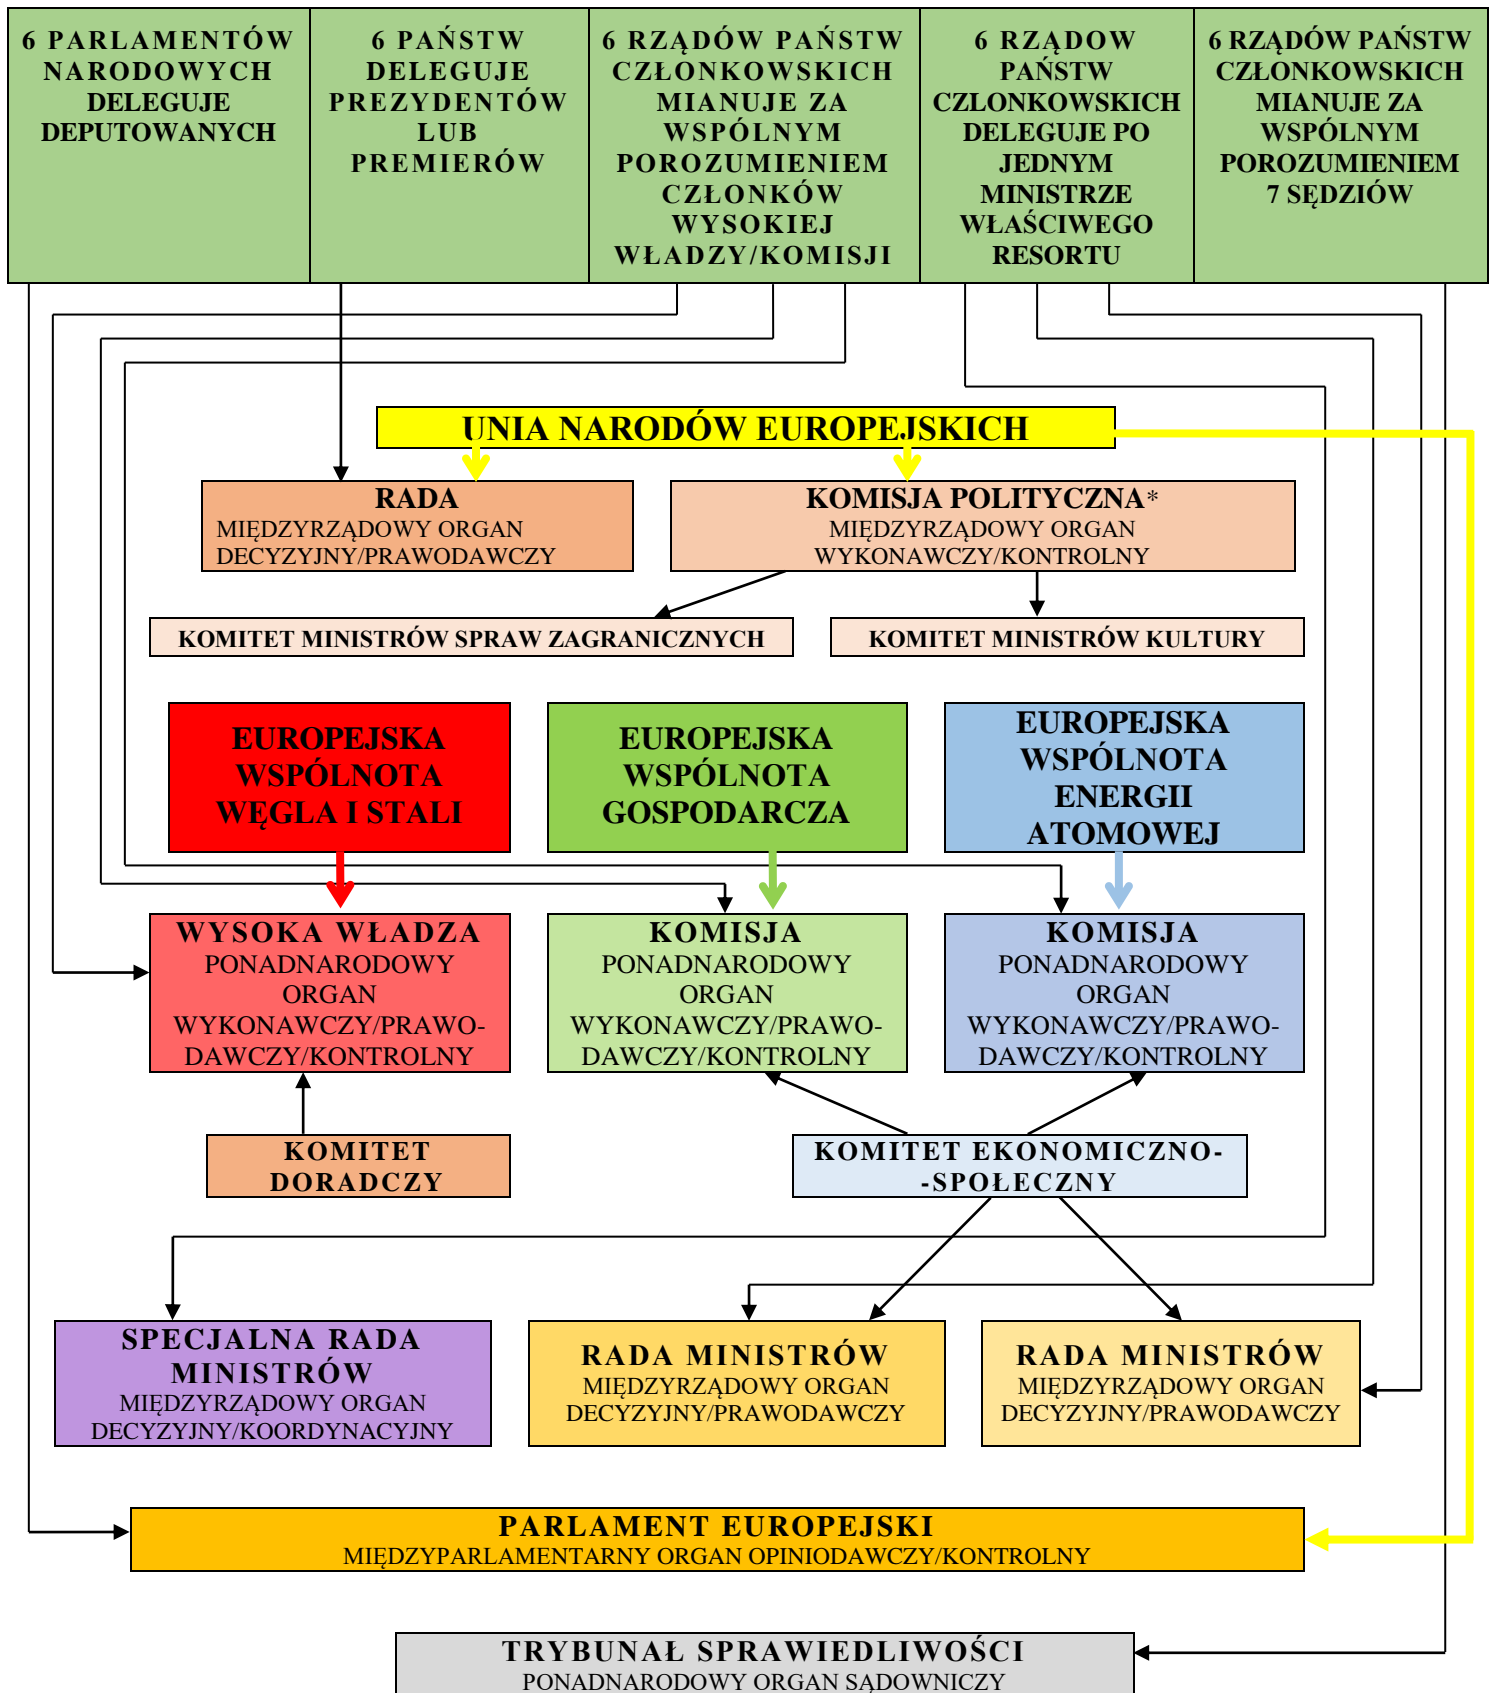 6 PARLAMENTÓW
NARODOWYCH
DELEGUJE
DEPUTOWANYCH
6 PAŃSTW
DELEGUJE
PREZYDENTÓW
LUB
PREMIERÓW
6 RZĄDÓW PAŃSTW
CZŁONKOWSKICH
MIANUJE ZA
WSPÓLNYM
POROZUMIENIEM
CZŁONKÓW
WYSOKIEJ
WŁADZY/KOMISJI
6 RZĄDOW
PAŃSTW
CZLONKOWSKICH
DELEGUJE PO
JEDNYM
MINISTRZE
WŁAŚCIWEGO
RESORTU
6 RZĄDÓW PAŃSTW
CZŁONKOWSKICH
MIANUJE ZA
WSPÓLNYM
POROZUMIENIEM
7 SĘDZIÓW
UNIA NARODÓW EUROPEJSKICH
RADA
MIĘDZYRZĄDOWY ORGAN
DECYZYJNY/PRAWODAWCZY
KOMISJA POLITYCZNA*
MIĘDZYRZĄDOWY ORGAN
WYKONAWCZY/KONTROLNY
KOMITET MINISTRÓW SPRAW ZAGRANICZNYCH
KOMITET MINISTRÓW KULTURY
EUROPEJSKA
WSPÓLNOTA
WĘGLA I STALI
EUROPEJSKA
WSPÓLNOTA
GOSPODARCZA
EUROPEJSKA
WSPÓLNOTA
ENERGII
ATOMOWEJ
WYSOKA WŁADZA
PONADNARODOWY
ORGAN
WYKONAWCZY/PRAWO-
DAWCZY/KONTROLNY
KOMISJA
PONADNARODOWY
ORGAN
WYKONAWCZY/PRAWO-
DAWCZY/KONTROLNY
KOMISJA
PONADNARODOWY
ORGAN
WYKONAWCZY/PRAWO-
DAWCZY/KONTROLNY
KOMITET
DORADCZY
KOMITET EKONOMICZNO-
-SPOŁECZNY
SPECJALNA RADA
MINISTRÓW
MIĘDZYRZĄDOWY ORGAN
DECYZYJNY/KOORDYNACYJNY
RADA MINISTRÓW
MIĘDZYRZĄDOWY ORGAN
DECYZYJNY/PRAWODAWCZY
RADA MINISTRÓW
MIĘDZYRZĄDOWY ORGAN
DECYZYJNY/PRAWODAWCZY
PARLAMENT EUROPEJSKI
MIĘDZYPARLAMENTARNY ORGAN OPINIODAWCZY/KONTROLNY
TRYBUNAŁ SPRAWIEDLIWOŚCI
PONADNARODOWY ORGAN SĄDOWNICZY